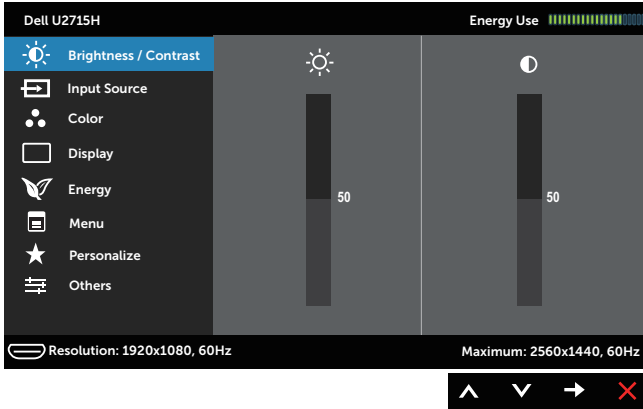 Dell U2715H
Energy Use
Brightness / Contrast
Input Source
Color
Display
Energy
Menu
Personalize
Others
50
50
Resolution: 1920x1080, 60Hz
Maximum: 2560x1440, 60Hz